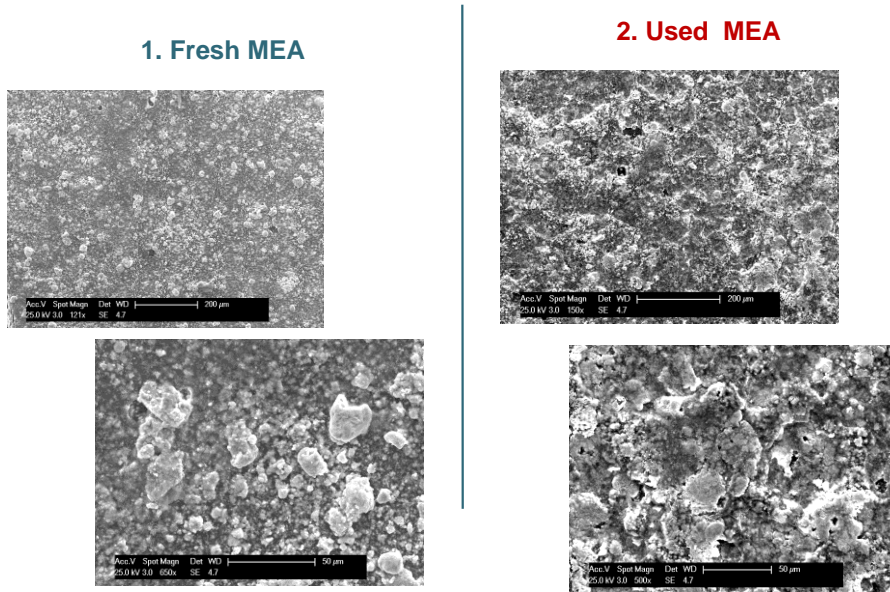 1. Fresh MEA
2. Used MEA
Acc.V Spot Magn Det WD 200 µm
25.0 kV 3.0 121x SE 4.7
Acc.V Spot Magn Det WD 200 µm
25.0 kV 3.0 150x SE 4.7
Acc.V Spot Magn Det WD 50 µm
25.0 kV 3.0 650x SE 4.7
Acc.V Spot Magn Det WD 50 µm
25.0 kV 3.0 500x SE 4.7